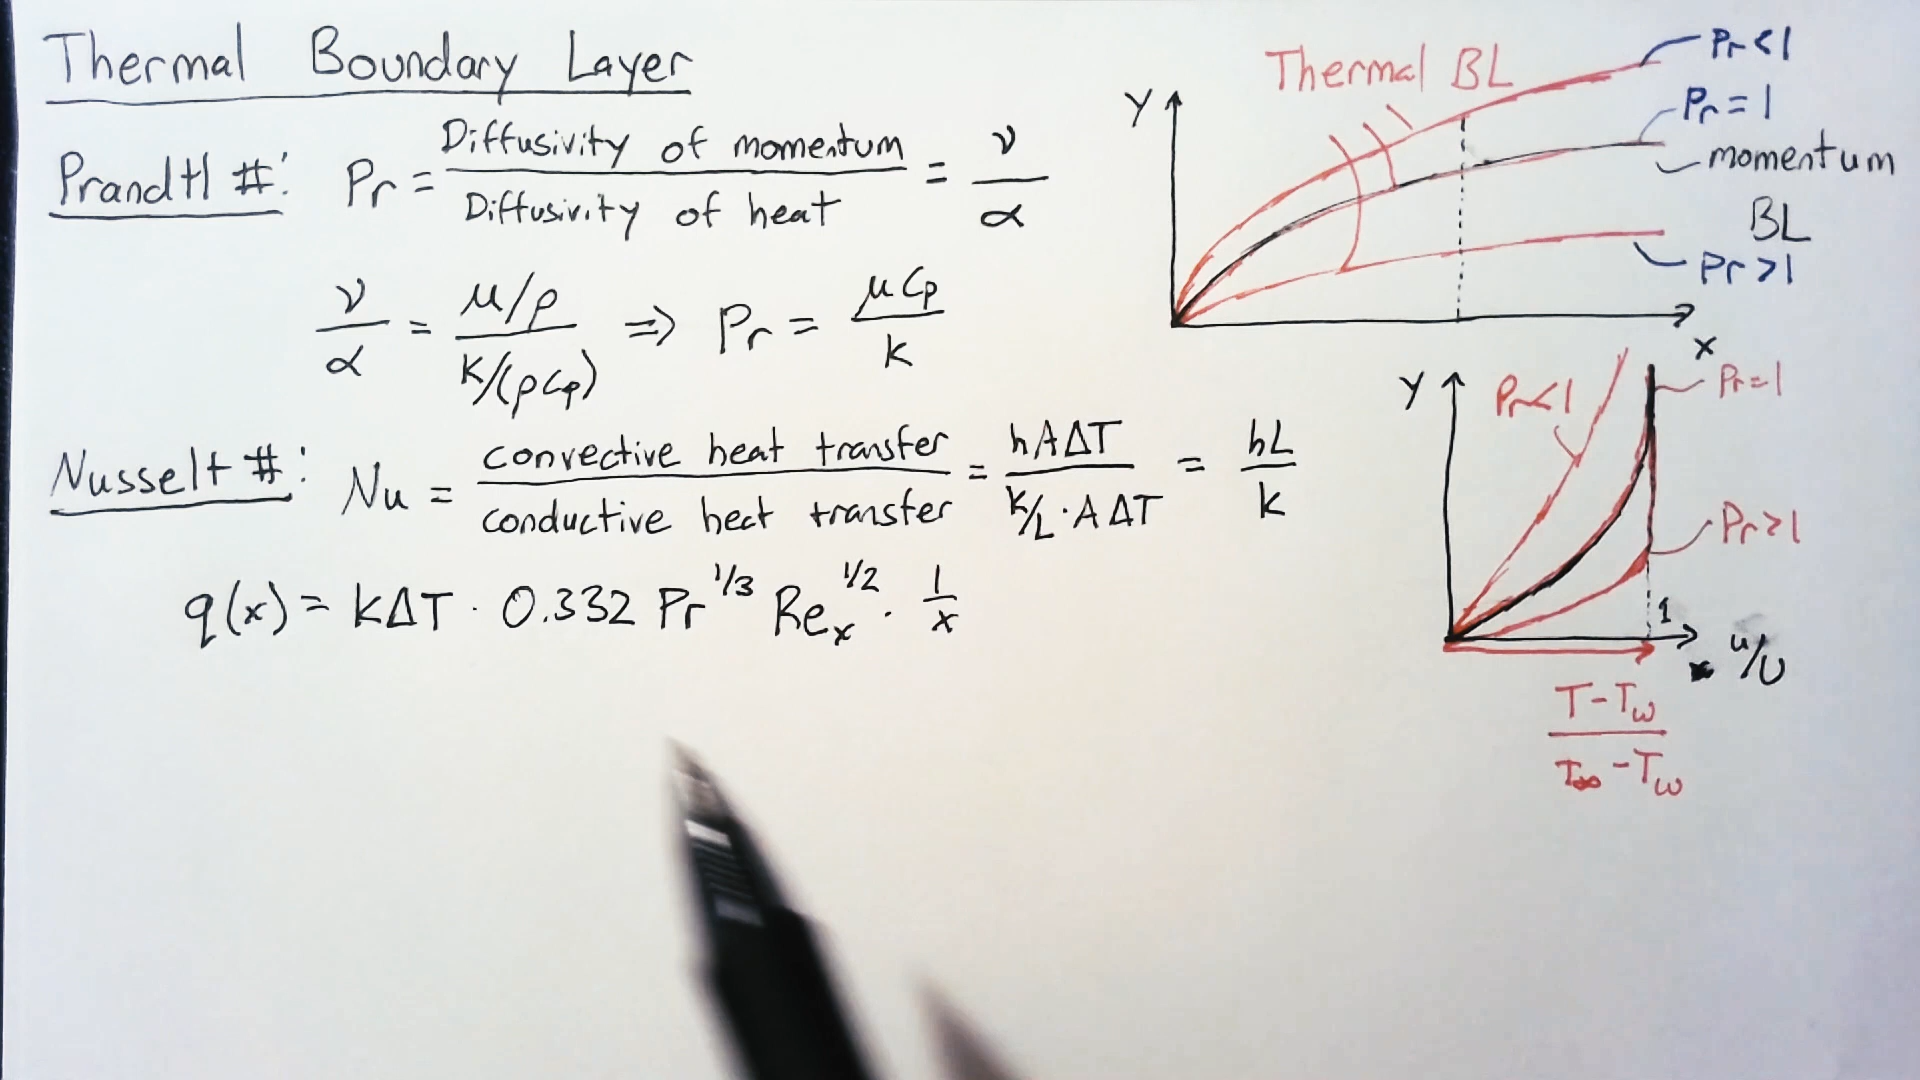 Thermal Boundary Layer
Prandtl #: Pr = Diffusivity of momentum / Diffusivity of heat = ν / α
ν / α = μ/ρ / k/(ρCp) ⇒ Pr = μCp / k
Nusselt #: Nu = convective heat transfer / conductive heat transfer = hAΔT / k/L · AΔT = hL / k
q(x) = kΔT · 0.332 Pr^1/3 Re_x^1/2 · 1/x
Thermal BL
Pr<1
Pr=1
momentum
BL
Pr>1
y
x
y
Pr<1
Pr=1
Pr>1
1
u/U
T-Tw
T∞-Tw